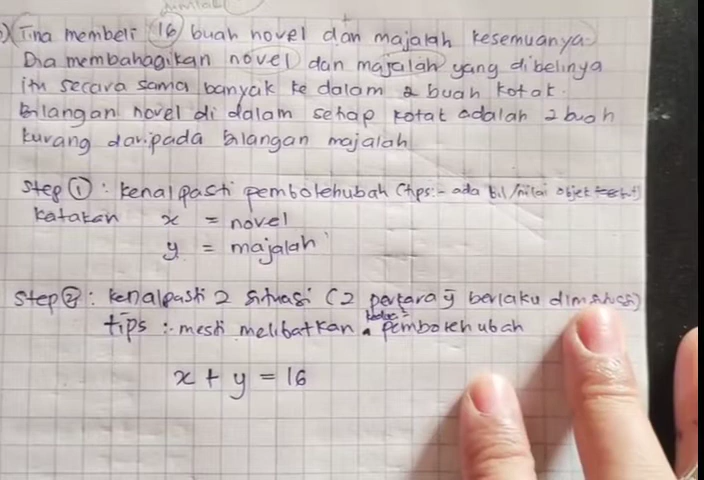 Tina membeli 16 buah novel dan majalah kesemuanya.
Dia membahagikan novel dan majalah yang dibelinya
itu secara sama banyak ke dalam 2 buah kotak.
Bilangan novel di dalam setiap kotak adalah 2 buah
kurang daripada bilangan majalah
Step ①: kenalpasti pembolehubah (tips:- ada bil/nilai objek
katakan x = novel
y = majalah
Step ②: kenalpasti 2 situasi (2 perkara yg berlaku
tips :- mesti melibatkan kedua2 pembolehubah
x + y = 16